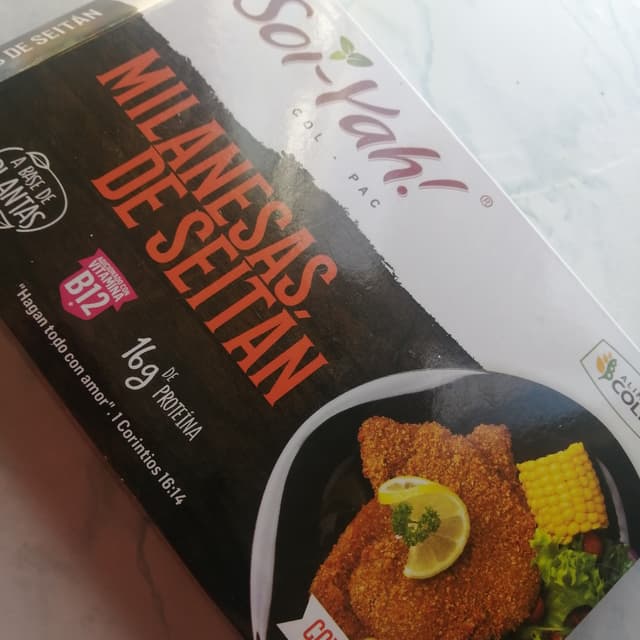 DE SEITÁN
Soi-Yah!®
COL · PAC
MILANESAS
DE SEITÁN
A BASE DE
PLANTAS
VITAMINA
B12
16g
DE
PROTEÍNA
"Hagan todo con amor". 1 Corintios 16:14